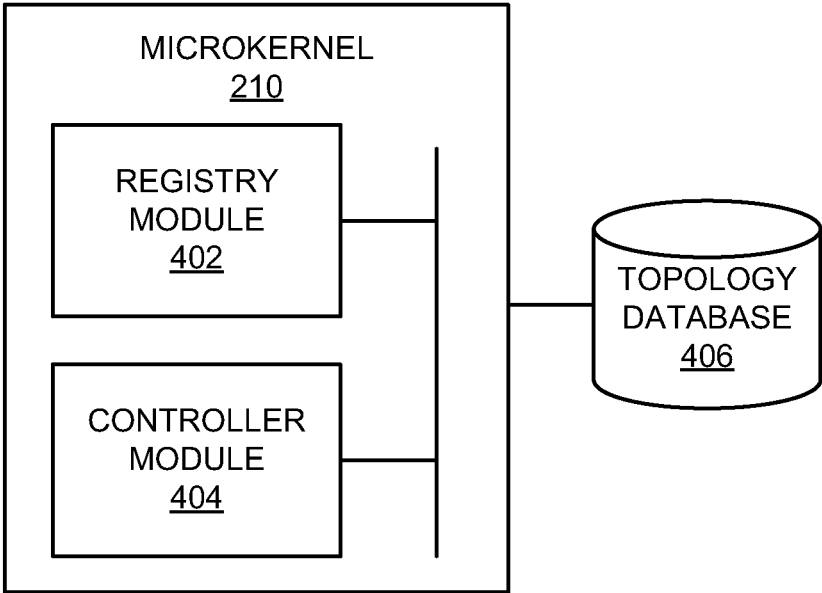 MICROKERNEL
210
REGISTRY
MODULE
402
CONTROLLER
MODULE
404
TOPOLOGY
DATABASE
406